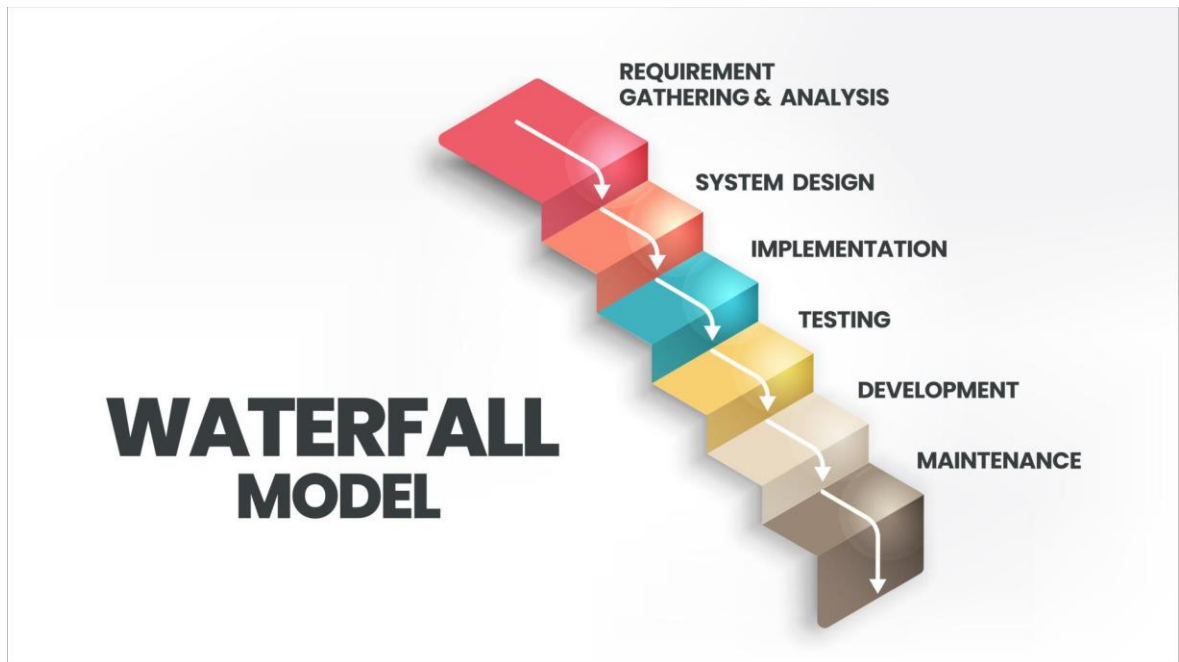 REQUIREMENT
GATHERING & ANALYSIS
SYSTEM DESIGN
IMPLEMENTATION
TESTING
DEVELOPMENT
MAINTENANCE
WATERFALL
MODEL